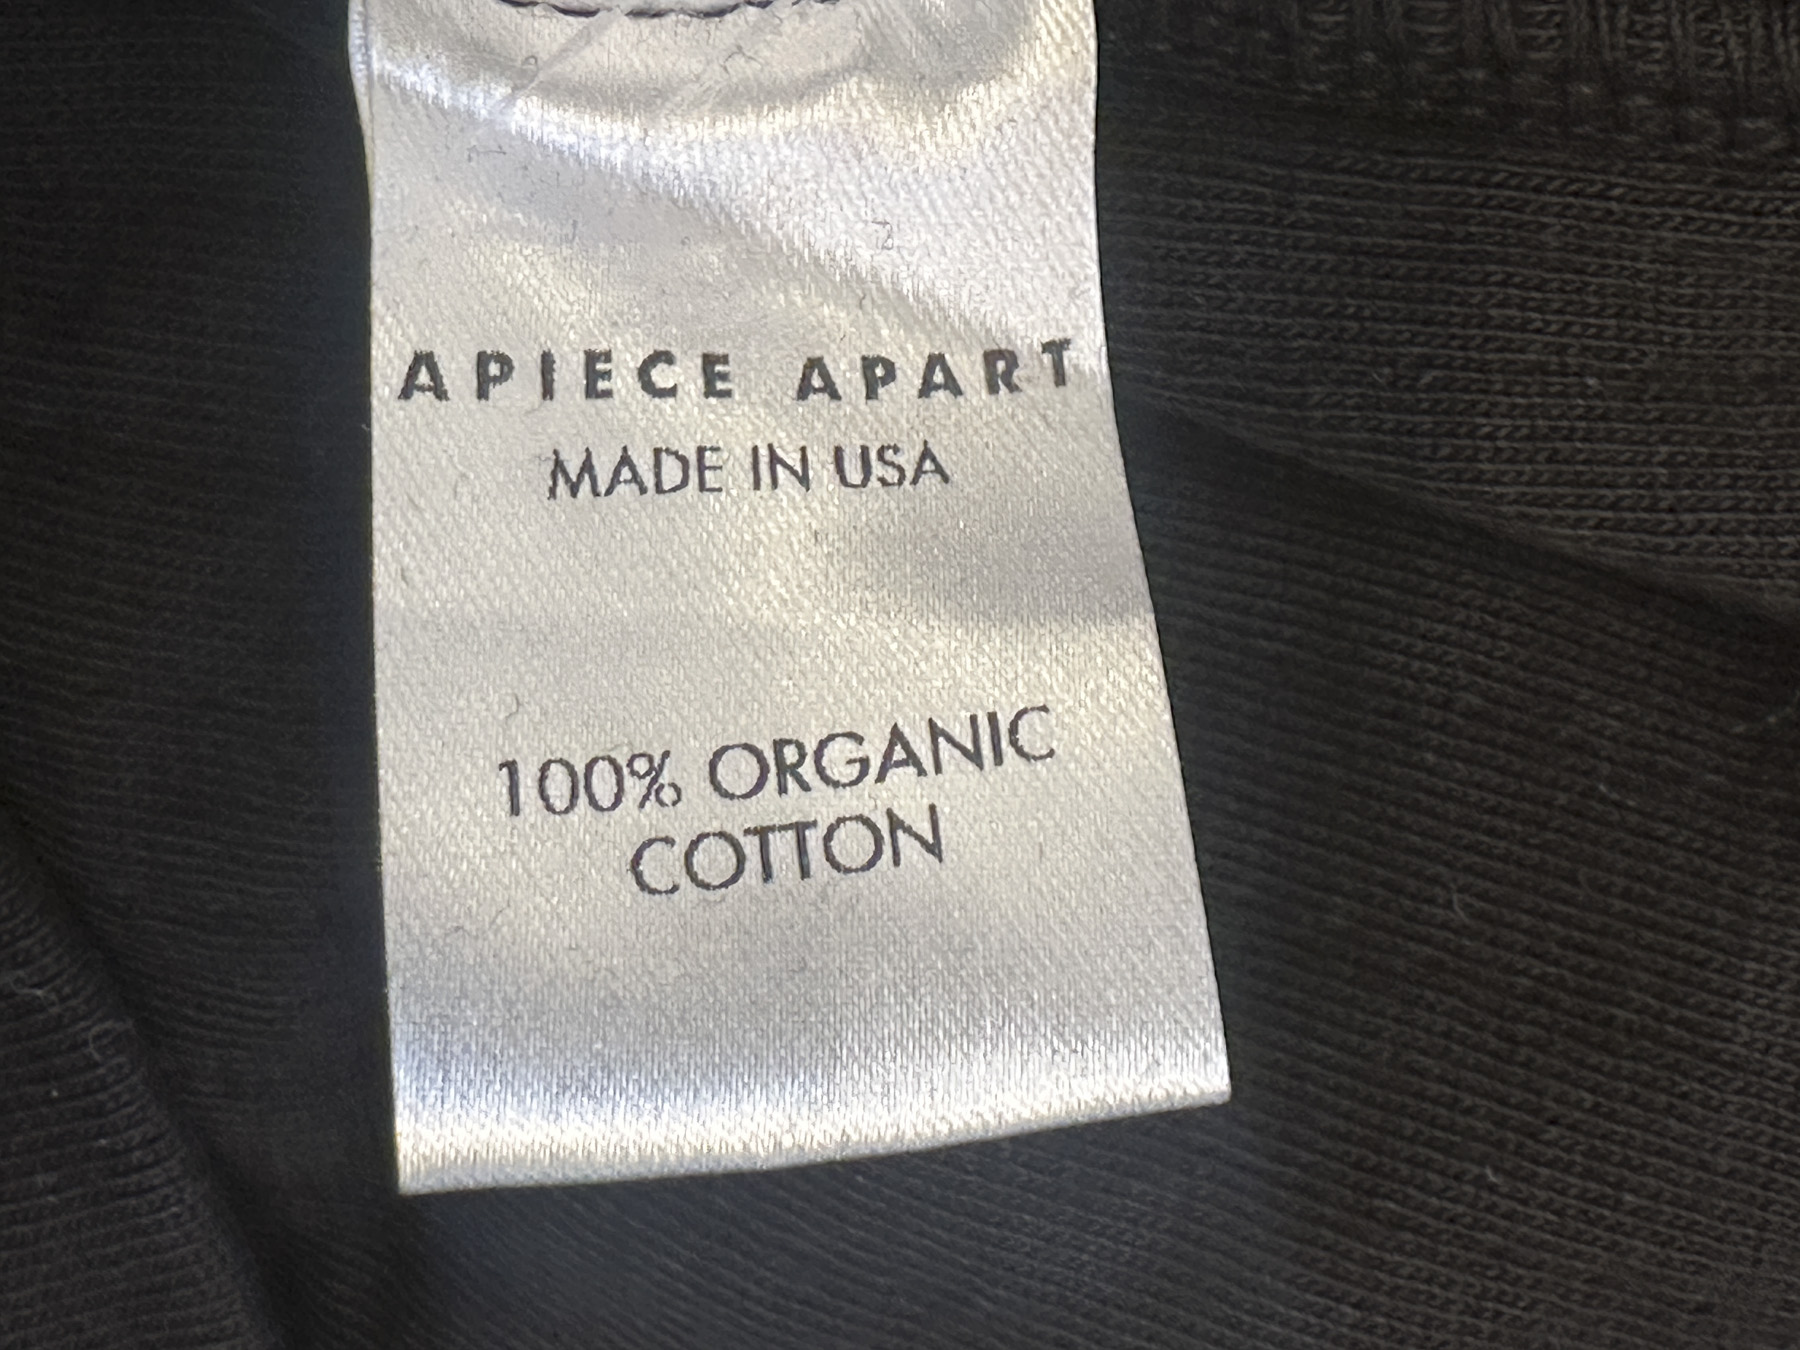 APIECE APART
MADE IN USA
100% ORGANIC
COTTON